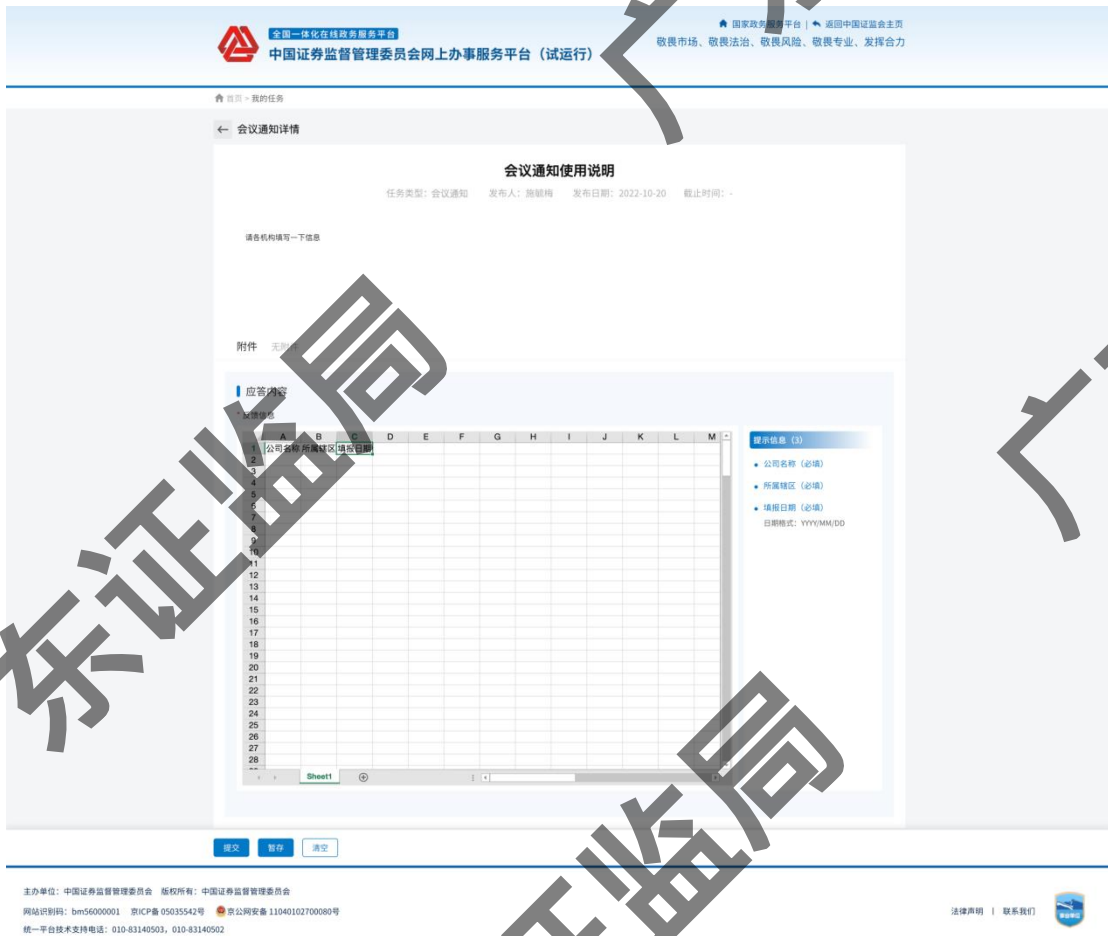 国家政务服务平台 | 返回中国证监会主页
全国一体化在线政务服务平台
中国证券监督管理委员会网上办事服务平台（试运行）
敬畏市场、敬畏法治、敬畏风险、敬畏专业、发挥合力
首页 > 我的任务
← 会议通知详情
会议通知使用说明
任务类型：会议通知 发布人：施毓梅 发布日期：2022-10-20 截止时间：-
请各机构填写一下信息
附件 无附件
应答内容
* 反馈信息
A B C D E F G H I J K L M
1 公司名称 所属辖区 填报日期
2
3
4
5
6
7
8
9
10
11
12
13
14
15
16
17
18
19
20
21
22
23
24
25
26
27
28
Sheet1
提示信息（3）
公司名称（必填）
所属辖区（必填）
填报日期（必填）
日期格式：YYYY/MM/DD
提交 暂存 清空
主办单位：中国证券监督管理委员会 版权所有：中国证券监督管理委员会
网站识别码：bm56000001 京ICP备 05035542号 京公网安备 11040102700080号
统一平台技术支持电话：010-83140503，010-83140502
法律声明 | 联系我们
东证监局
证监局
广
广